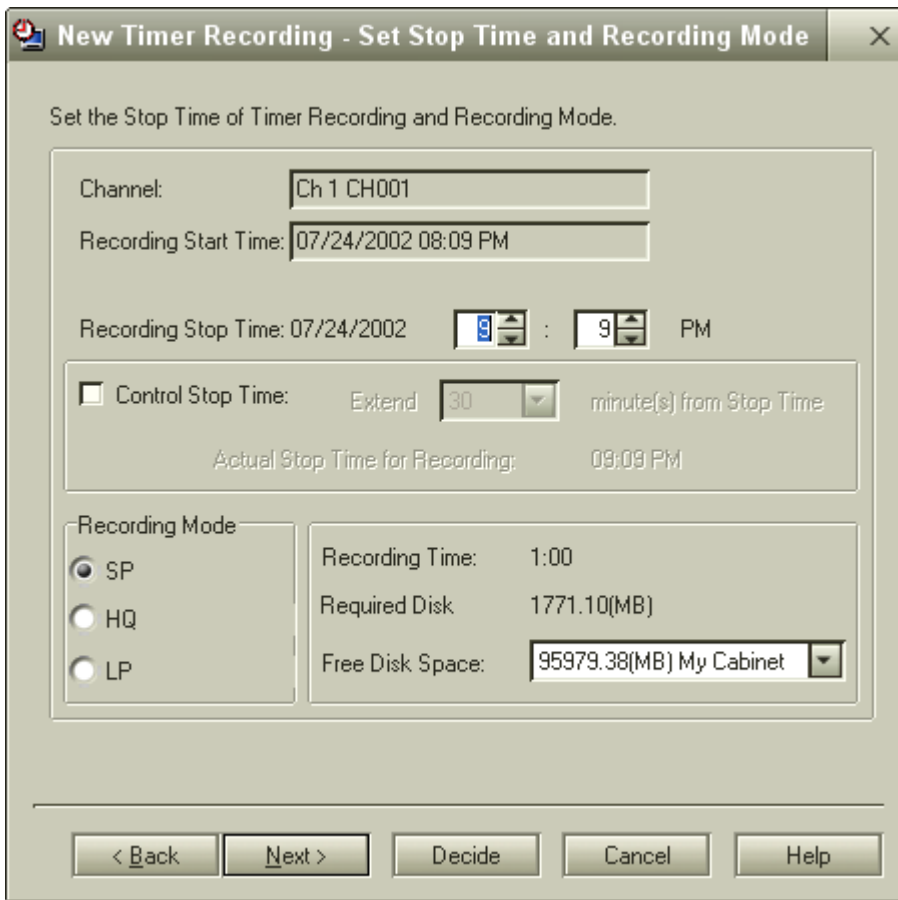 New Timer Recording - Set Stop Time and Recording Mode
Set the Stop Time of Timer Recording and Recording Mode.
Channel: Ch 1 CH001
Recording Start Time: 07/24/2002 08:09 PM
Recording Stop Time: 07/24/2002 9 : 9 PM
Control Stop Time: Extend 30 minute(s) from Stop Time
Actual Stop Time for Recording: 09:09 PM
Recording Mode
SP
HQ
LP
Recording Time: 1:00
Required Disk 1771.10(MB)
Free Disk Space: 95979.38(MB) My Cabinet
< Back Next > Decide Cancel Help